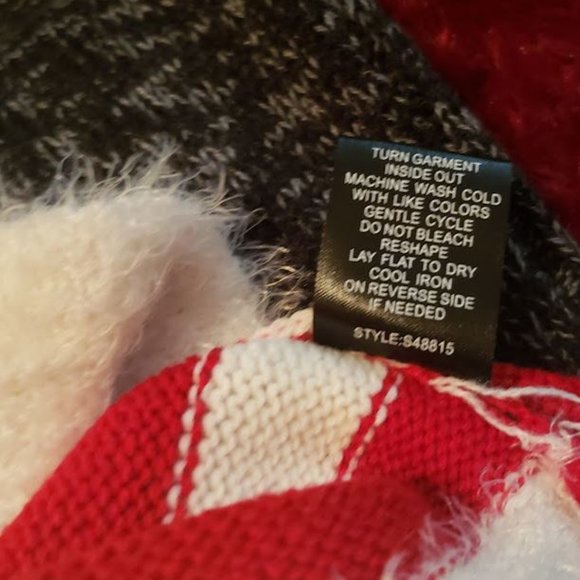 TURN GARMENT
INSIDE OUT
MACHINE WASH COLD
WITH LIKE COLORS
GENTLE CYCLE
DO NOT BLEACH
RESHAPE
LAY FLAT TO DRY
COOL IRON
ON REVERSE SIDE
IF NEEDED
STYLE:S48815